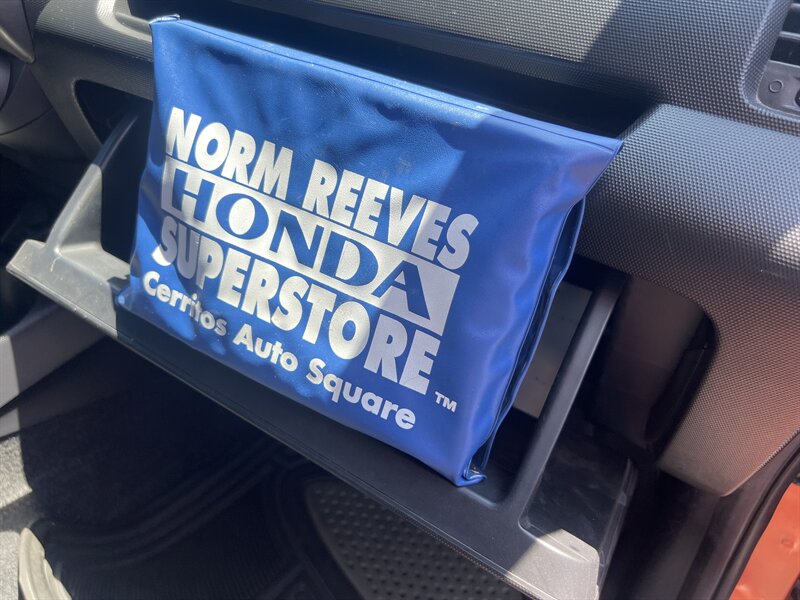 NORM REEVES
HONDA
SUPERSTORE
Cerritos Auto Square
TM